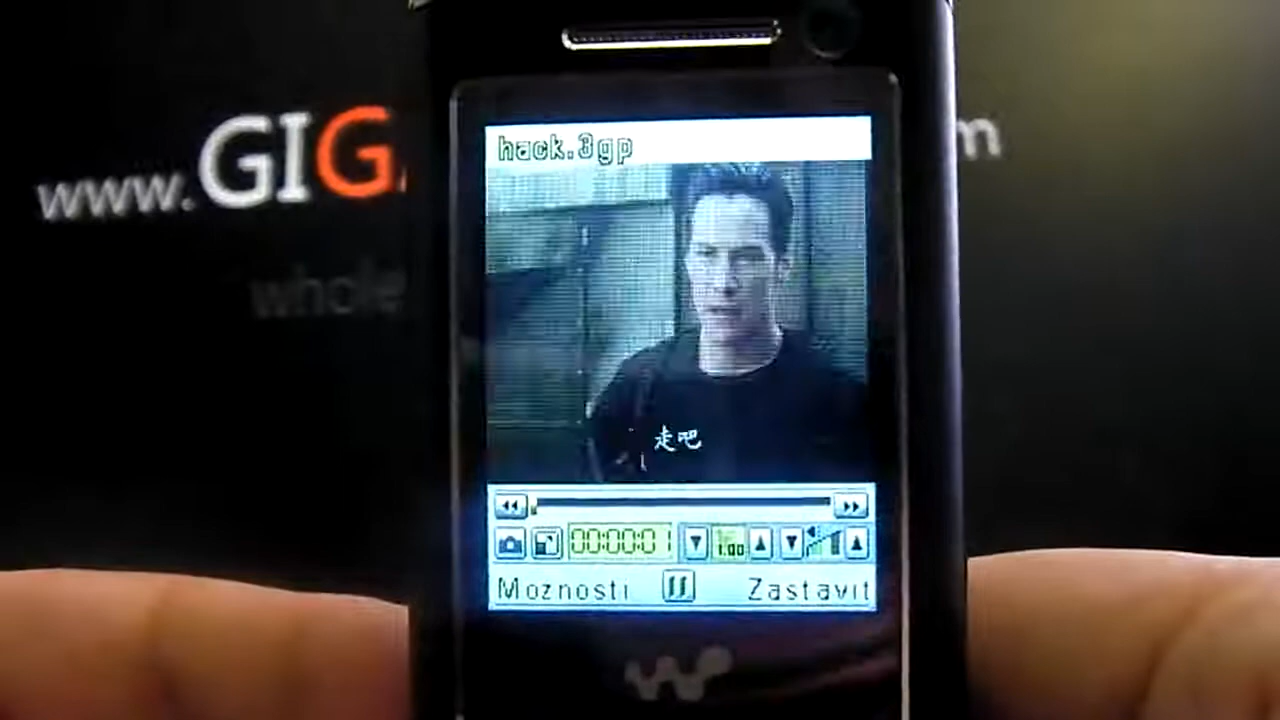 hack.3gp
www.GIG
m
whole
走吧
00:00:01
1.00
Moznosti
Zastavit